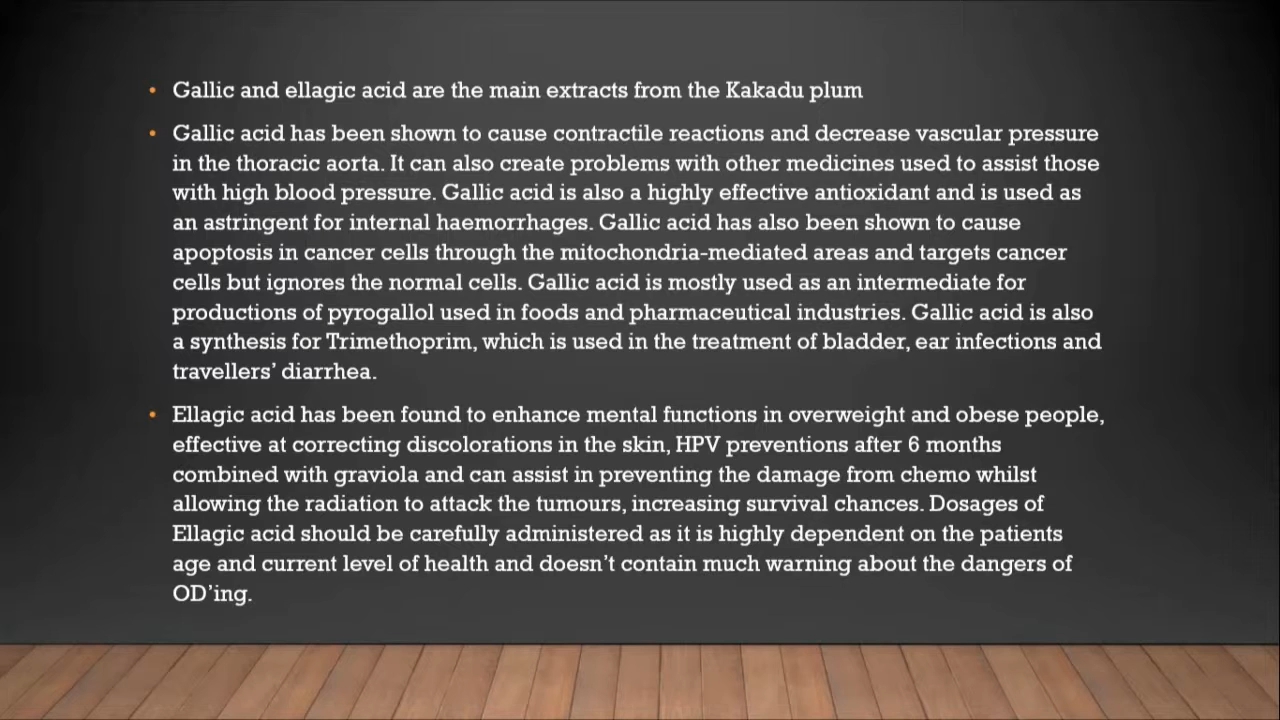 • Gallic and ellagic acid are the main extracts from the Kakadu plum
• Gallic acid has been shown to cause contractile reactions and decrease vascular pressure
in the thoracic aorta. It can also create problems with other medicines used to assist those
with high blood pressure. Gallic acid is also a highly effective antioxidant and is used as
an astringent for internal haemorrhages. Gallic acid has also been shown to cause
apoptosis in cancer cells through the mitochondria-mediated areas and targets cancer
cells but ignores the normal cells. Gallic acid is mostly used as an intermediate for
productions of pyrogallol used in foods and pharmaceutical industries. Gallic acid is also
a synthesis for Trimethoprim, which is used in the treatment of bladder, ear infections and
travellers’ diarrhea.
• Ellagic acid has been found to enhance mental functions in overweight and obese people,
effective at correcting discolorations in the skin, HPV preventions after 6 months
combined with graviola and can assist in preventing the damage from chemo whilst
allowing the radiation to attack the tumours, increasing survival chances. Dosages of
Ellagic acid should be carefully administered as it is highly dependent on the patients
age and current level of health and doesn’t contain much warning about the dangers of
OD’ing.